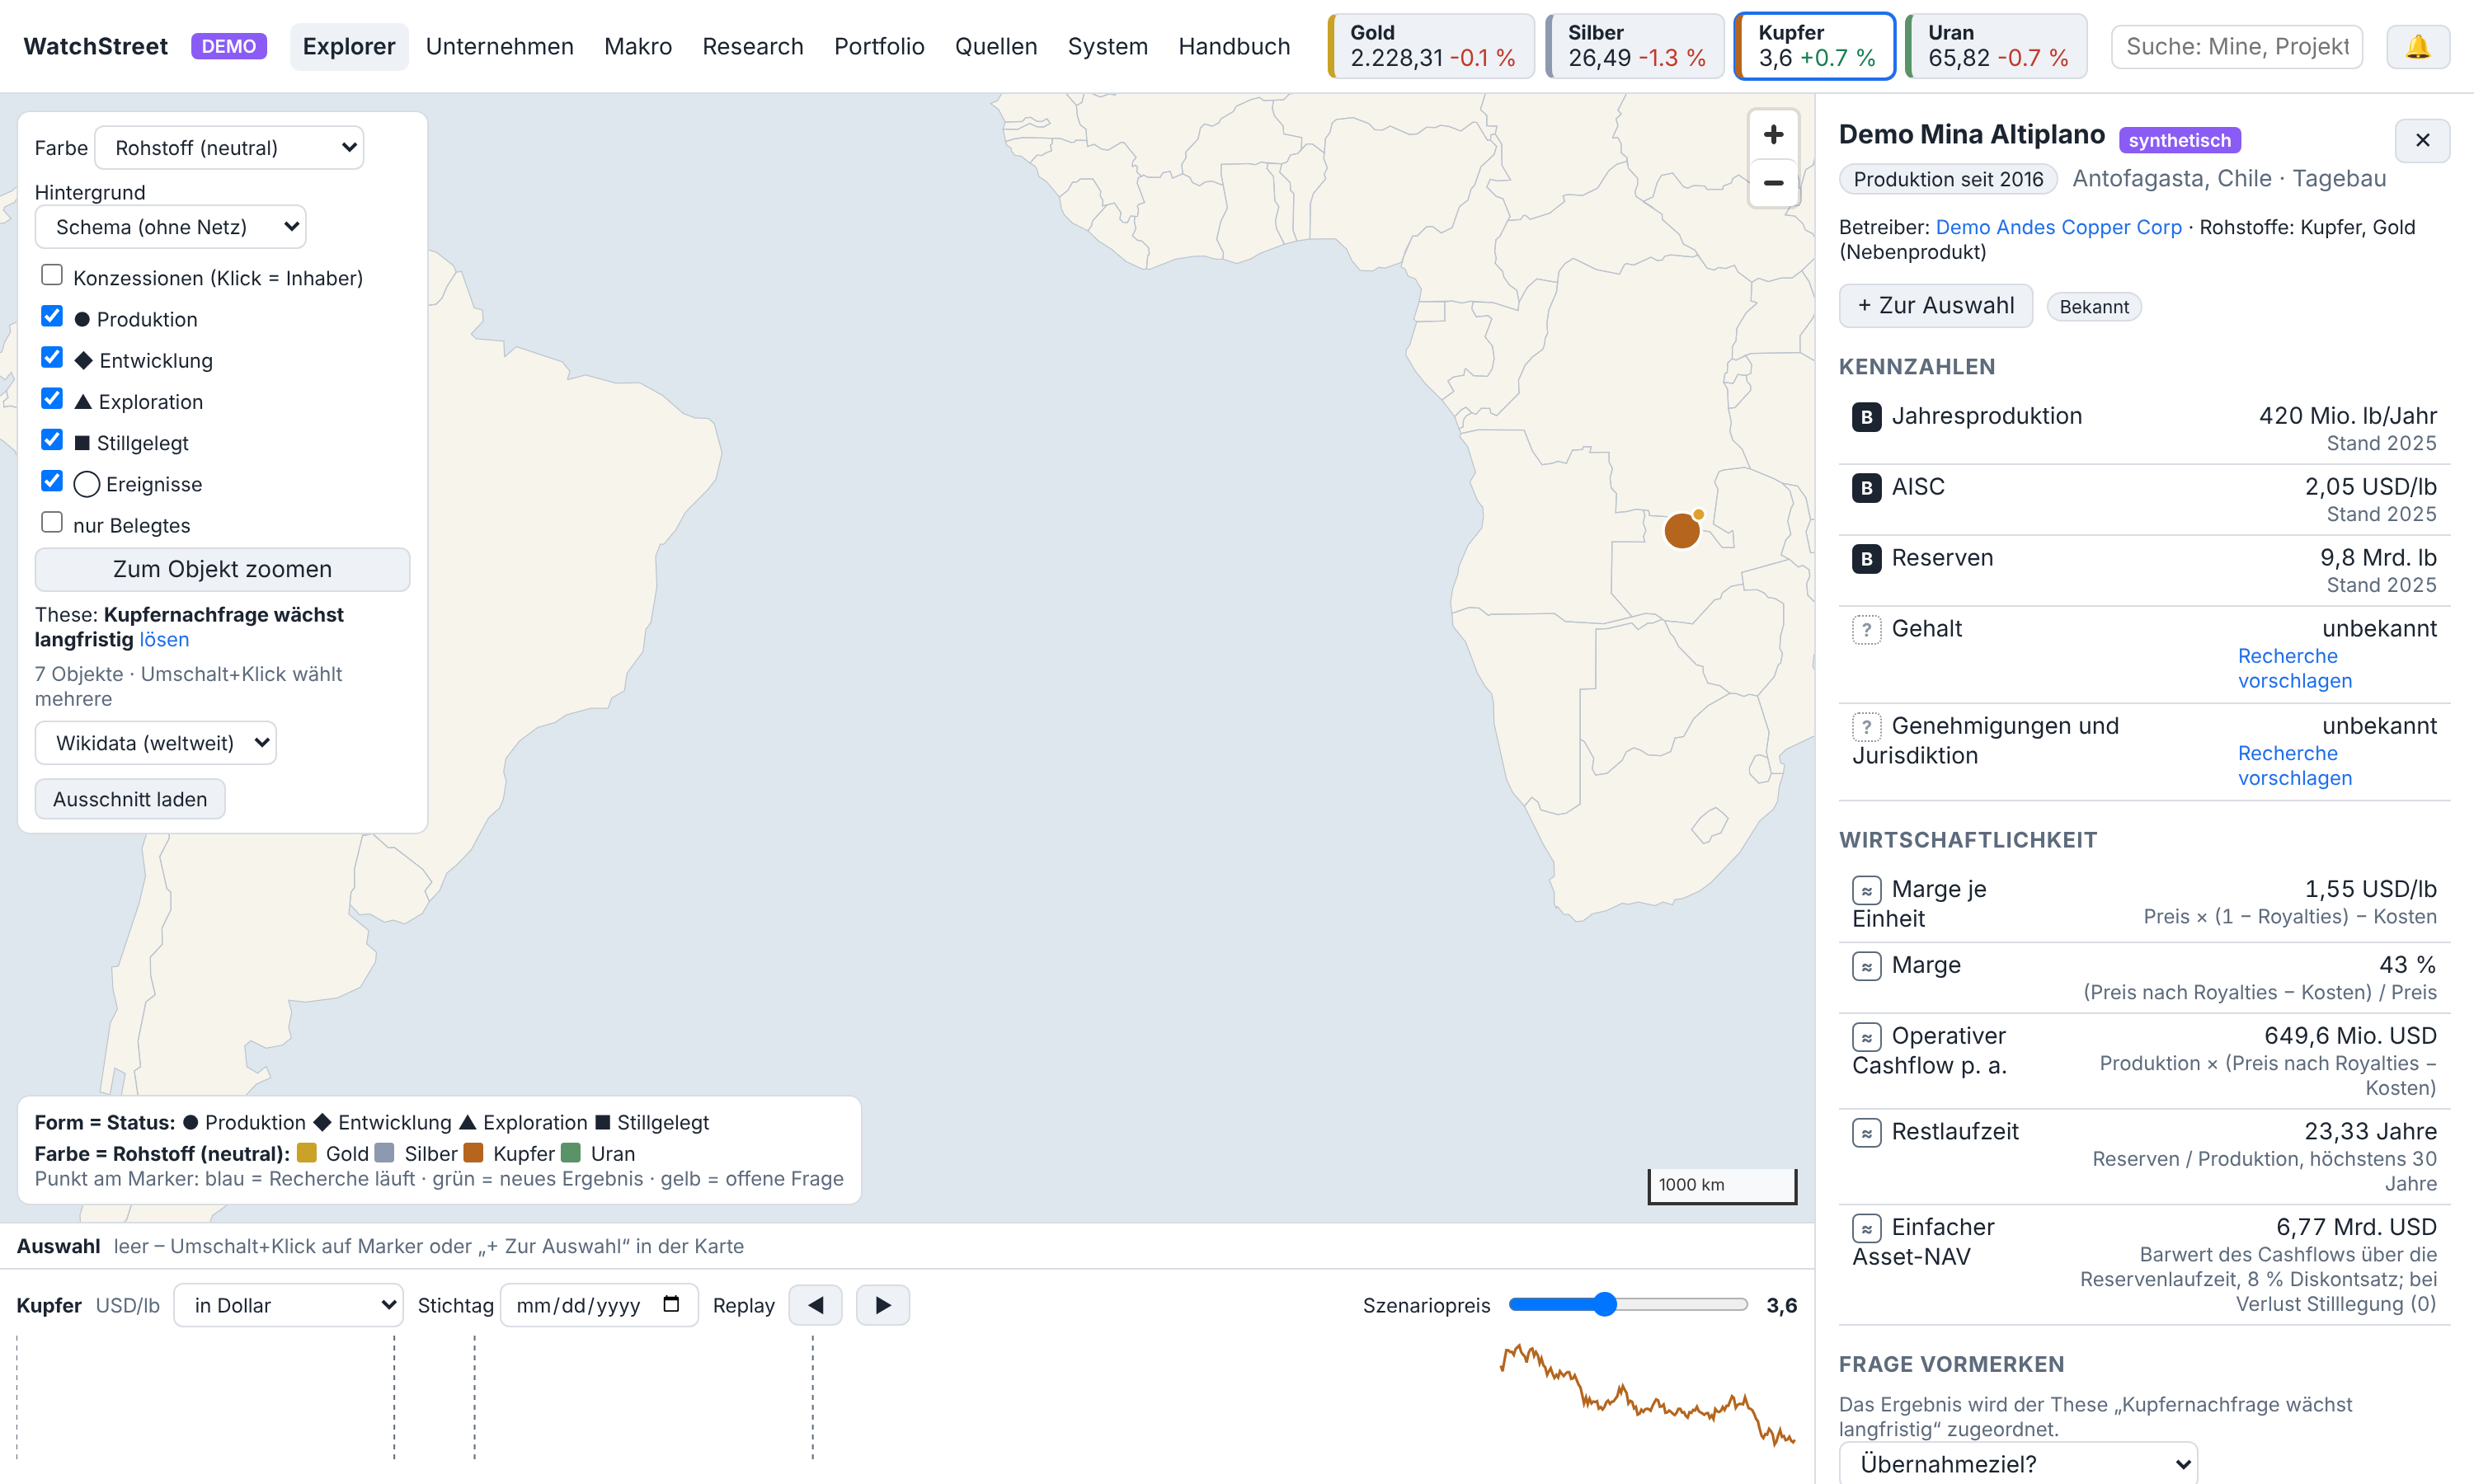 WatchStreet DEMO Explorer Unternehmen Makro Research Portfolio Quellen System Handbuch
Gold
2.228,31 -0.1 %
Silber
26,49 -1.3 %
Kupfer
3,6 +0.7 %
Uran
65,82 -0.7 %
Suche: Mine, Projekt
Farbe Rohstoff (neutral)
Hintergrund
Schema (ohne Netz)
Konzessionen (Klick = Inhaber)
● Produktion
◆ Entwicklung
▲ Exploration
■ Stillgelegt
◯ Ereignisse
nur Belegtes
Zum Objekt zoomen
These: Kupfernachfrage wächst
langfristig lösen
7 Objekte · Umschalt+Klick wählt
mehrere
Wikidata (weltweit)
Ausschnitt laden
+
−
Form = Status: ● Produktion ◆ Entwicklung ▲ Exploration ■ Stillgelegt
Farbe = Rohstoff (neutral): Gold Silber Kupfer Uran
Punkt am Marker: blau = Recherche läuft · grün = neues Ergebnis · gelb = offene Frage
1000 km
Auswahl leer – Umschalt+Klick auf Marker oder „+ Zur Auswahl“ in der Karte
Kupfer USD/lb in Dollar Stichtag mm/dd/yyyy Replay ◀ ▶ Szenariopreis 3,6
Demo Mina Altiplano synthetisch ✕
Produktion seit 2016 Antofagasta, Chile · Tagebau
Betreiber: Demo Andes Copper Corp · Rohstoffe: Kupfer, Gold
(Nebenprodukt)
+ Zur Auswahl Bekannt
KENNZAHLEN
B Jahresproduktion 420 Mio. lb/Jahr
Stand 2025
B AISC 2,05 USD/lb
Stand 2025
B Reserven 9,8 Mrd. lb
Stand 2025
? Gehalt unbekannt
Recherche
vorschlagen
? Genehmigungen und unbekannt
Jurisdiktion Recherche
vorschlagen
WIRTSCHAFTLICHKEIT
≈ Marge je 1,55 USD/lb
Einheit Preis × (1 − Royalties) − Kosten
≈ Marge 43 %
(Preis nach Royalties − Kosten) / Preis
≈ Operativer 649,6 Mio. USD
Cashflow p. a. Produktion × (Preis nach Royalties −
Kosten)
≈ Restlaufzeit 23,33 Jahre
Reserven / Produktion, höchstens 30
Jahre
≈ Einfacher 6,77 Mrd. USD
Asset-NAV Barwert des Cashflows über die
Reservenlaufzeit, 8 % Diskontsatz; bei
Verlust Stilllegung (0)
FRAGE VORMERKEN
Das Ergebnis wird der These „Kupfernachfrage wächst
langfristig“ zugeordnet.
Übernahmeziel?